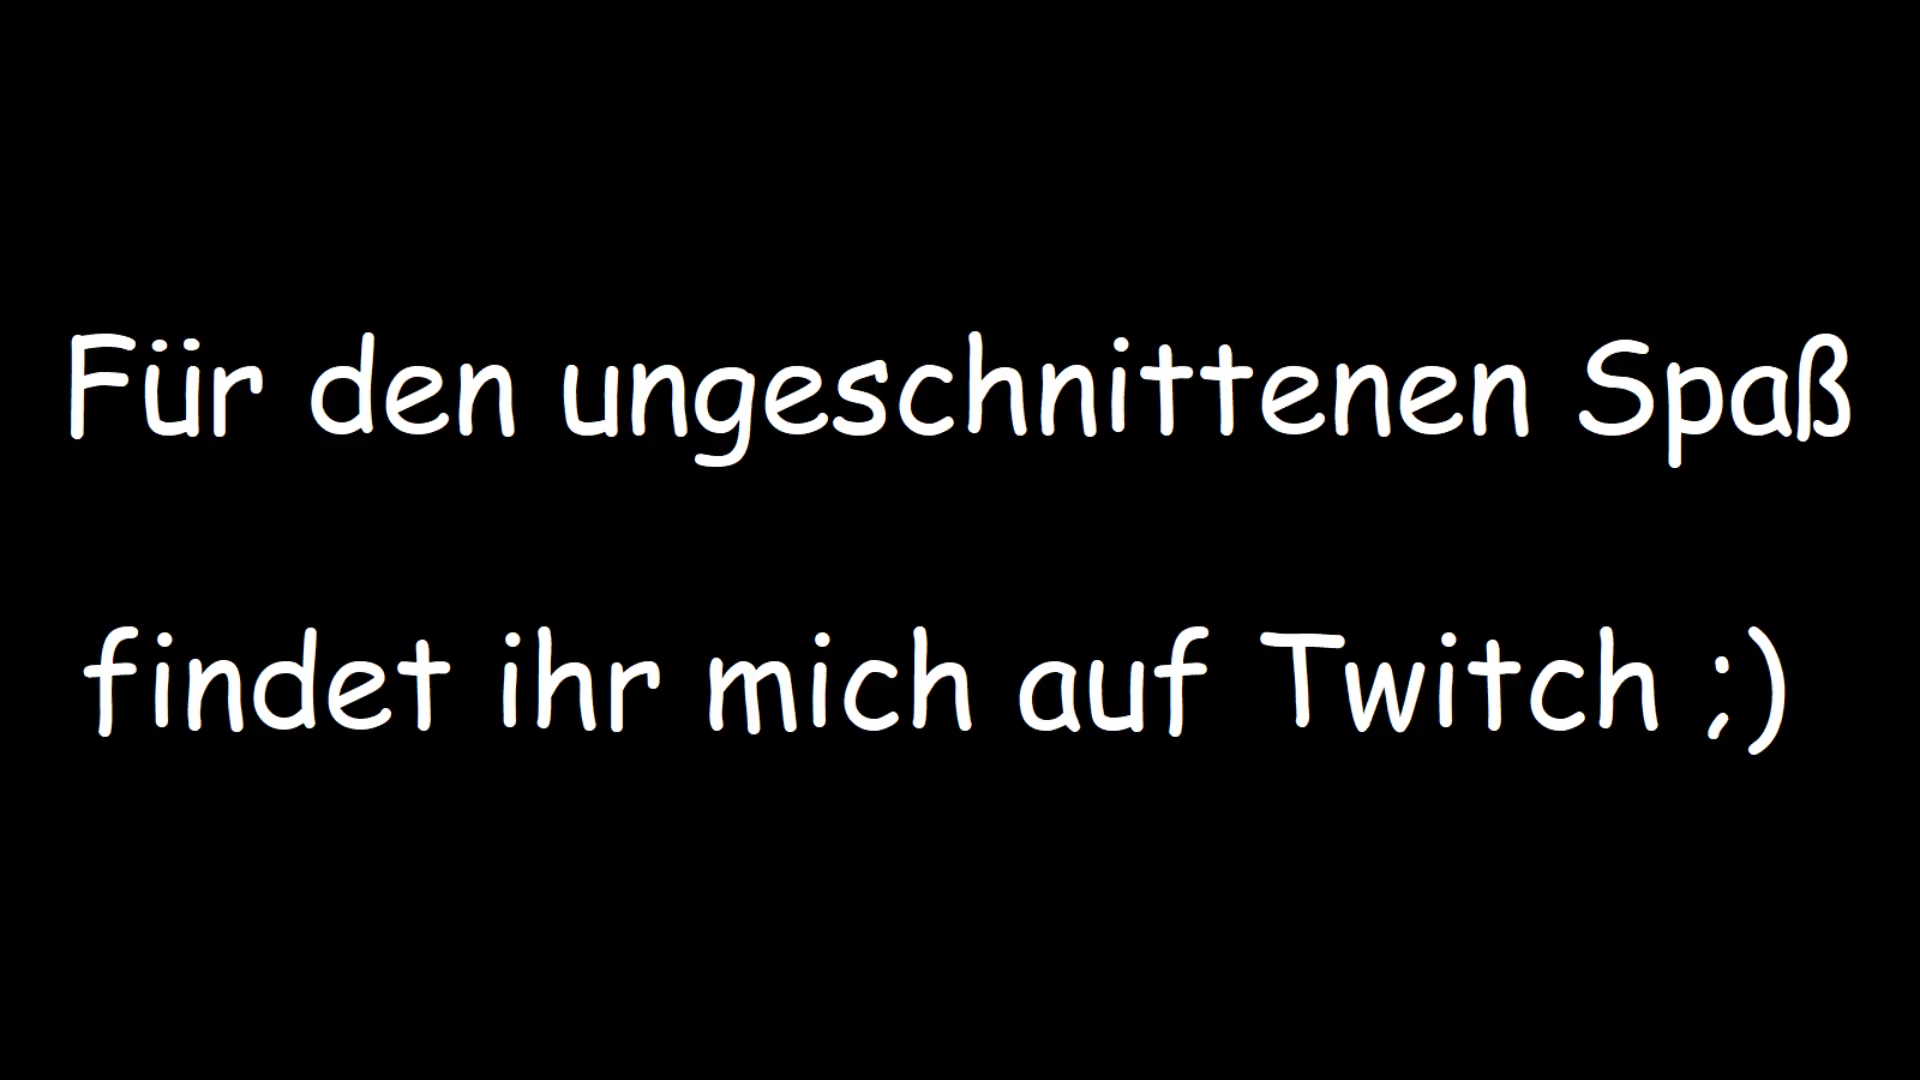 Für den ungeschnittenen Spaß
findet ihr mich auf Twitch ;)